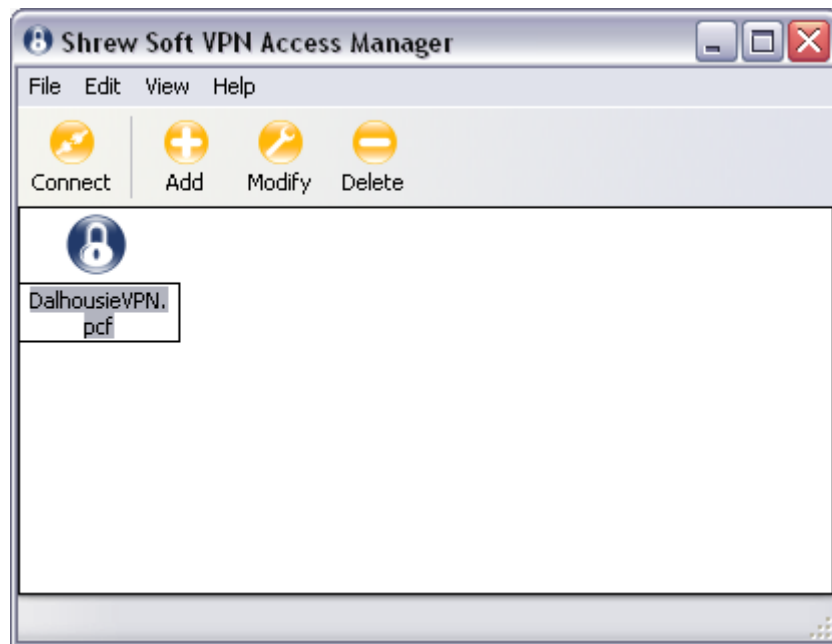 Shrew Soft VPN Access Manager
File Edit View Help
Connect Add Modify Delete
DalhousieVPN.
pcf